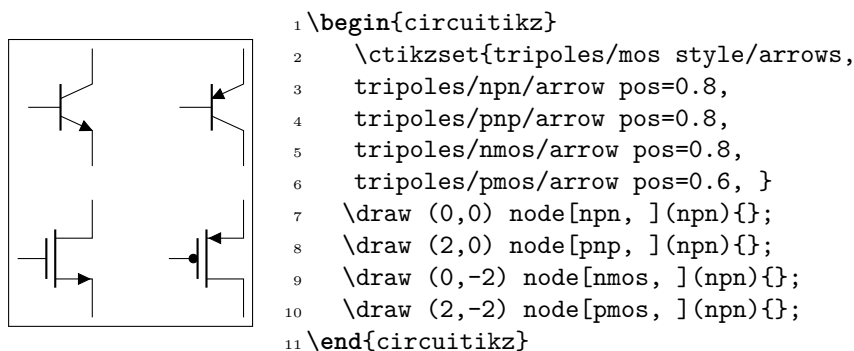 1 \begin{circuitikz}
2 \ctikzset{tripoles/mos style/arrows,
3 tripoles/npn/arrow pos=0.8,
4 tripoles/pnp/arrow pos=0.8,
5 tripoles/nmos/arrow pos=0.8,
6 tripoles/pmos/arrow pos=0.6, }
7 \draw (0,0) node[npn, ](npn){};
8 \draw (2,0) node[pnp, ](npn){};
9 \draw (0,-2) node[nmos, ](npn){};
10 \draw (2,-2) node[pmos, ](npn){};
11 \end{circuitikz}